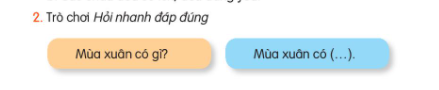 2. Trò chơi Hỏi nhanh đáp đúng
Mùa xuân có gì?
Mùa xuân có (...).